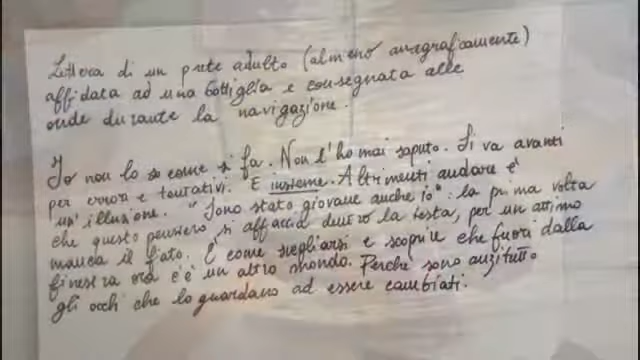 Lettera di un prete adulto (almeno anagraficamente)
affidata ad una bottiglia e consegnata alle
onde durante la navigazione.
Io non lo so come si fa. Non l'ho mai saputo. Si va avanti
per errori e tentativi. E insieme. Altrimenti andare è
un'illusione. "Sono stato giovane anche io": la prima volta
che questo pensiero si affaccia dentro la testa, per un attimo
manca il fiato. È come svegliarsi e scoprire che fuori dalla
finestra ora c'è un altro mondo. Perché sono anzitutto
gli occhi che lo guardano ad essere cambiati.